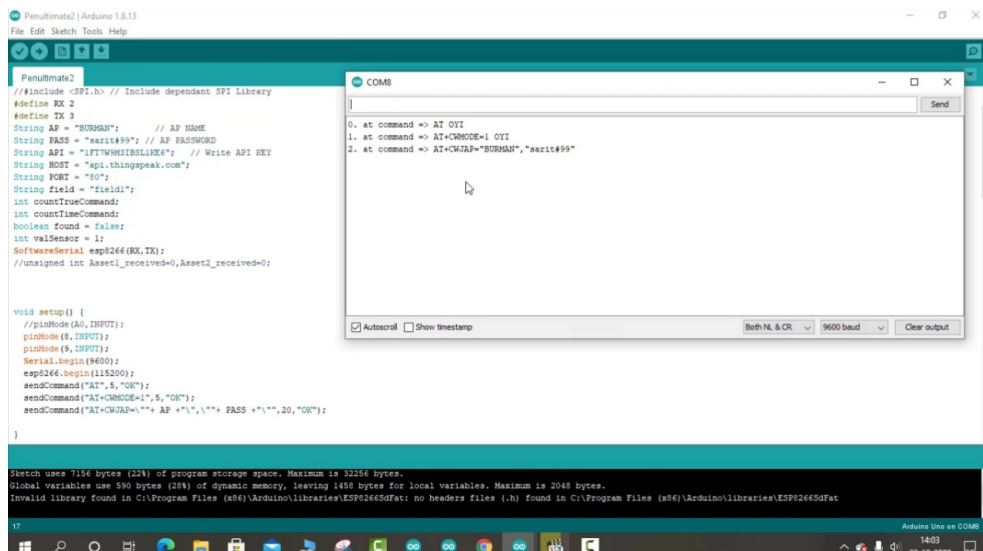 Penultimate2 | Arduino 1.8.13
File Edit Sketch Tools Help
Penultimate2
//#include <SPI.h> // Include dependant SPI Library
#define RX 2
#define TX 3
String AP = "BURMAN"; // AP NAME
String PASS = "sarit#99"; // AP PASSWORD
String API = "1FT7W9M3IBSL1KE6"; // Write API KEY
String HOST = "api.thingspeak.com";
String PORT = "80";
String field = "field1";
int countTrueCommand;
int countTimeCommand;
boolean found = false;
int valSensor = 1;
SoftwareSerial esp8266(RX,TX);
//unsigned int Asset1_received=0,Asset2_received=0;
void setup() {
//pinMode(A0,INPUT);
pinMode(8,INPUT);
pinMode(9,INPUT);
Serial.begin(9600);
esp8266.begin(115200);
sendCommand("AT",5,"OK");
sendCommand("AT+CWMODE=1",5,"OK");
sendCommand("AT+CWJAP=\""+ AP +"\",\""+ PASS +"\"",20,"OK");
}
COM8
Send
0. at command => AT OYI
1. at command => AT+CWMODE=1 OYI
2. at command => AT+CWJAP="BURMAN","sarit#99"
Autoscroll Show timestamp Both NL & CR 9600 baud Clear output
Sketch uses 7156 bytes (22%) of program storage space. Maximum is 32256 bytes.
Global variables use 590 bytes (28%) of dynamic memory, leaving 1458 bytes for local variables. Maximum is 2048 bytes.
Invalid library found in C:\Program Files (x86)\Arduino\libraries\ESP8266SdFat: no headers files (.h) found in C:\Program Files (x86)\Arduino\libraries\ESP8266SdFat
17 Arduino Uno on COM8
14:03